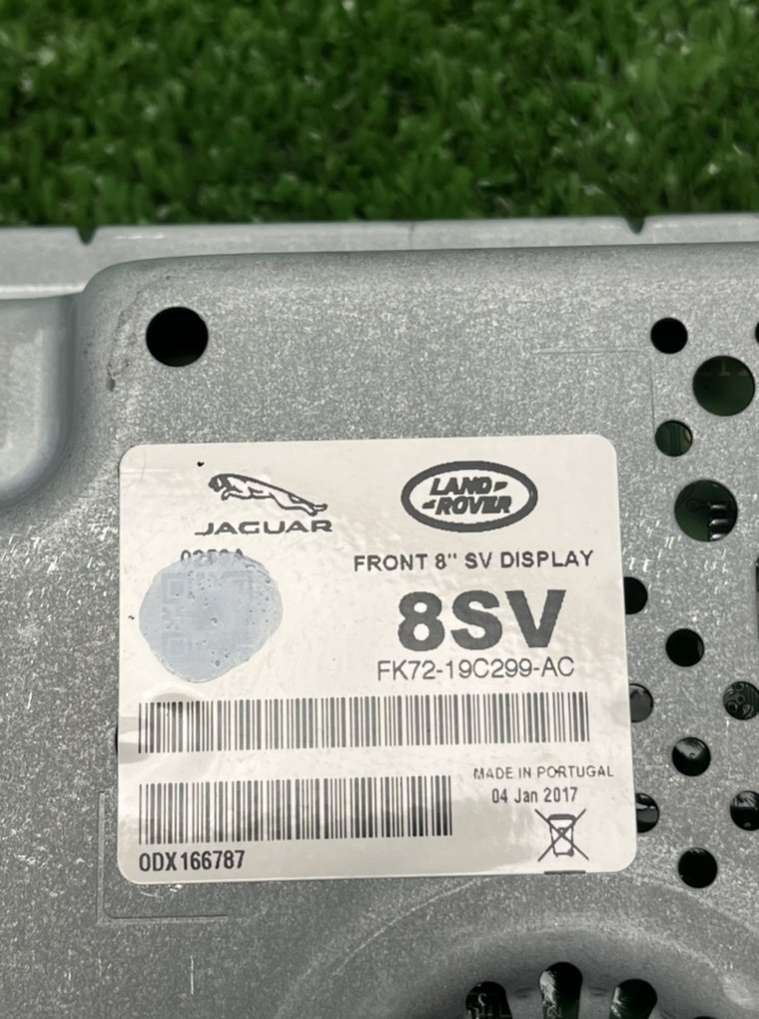 JAGUAR
LAND
ROVER
FRONT 8" SV DISPLAY
8SV
FK72-19C299-AC
MADE IN PORTUGAL
04 Jan 2017
0DX166787